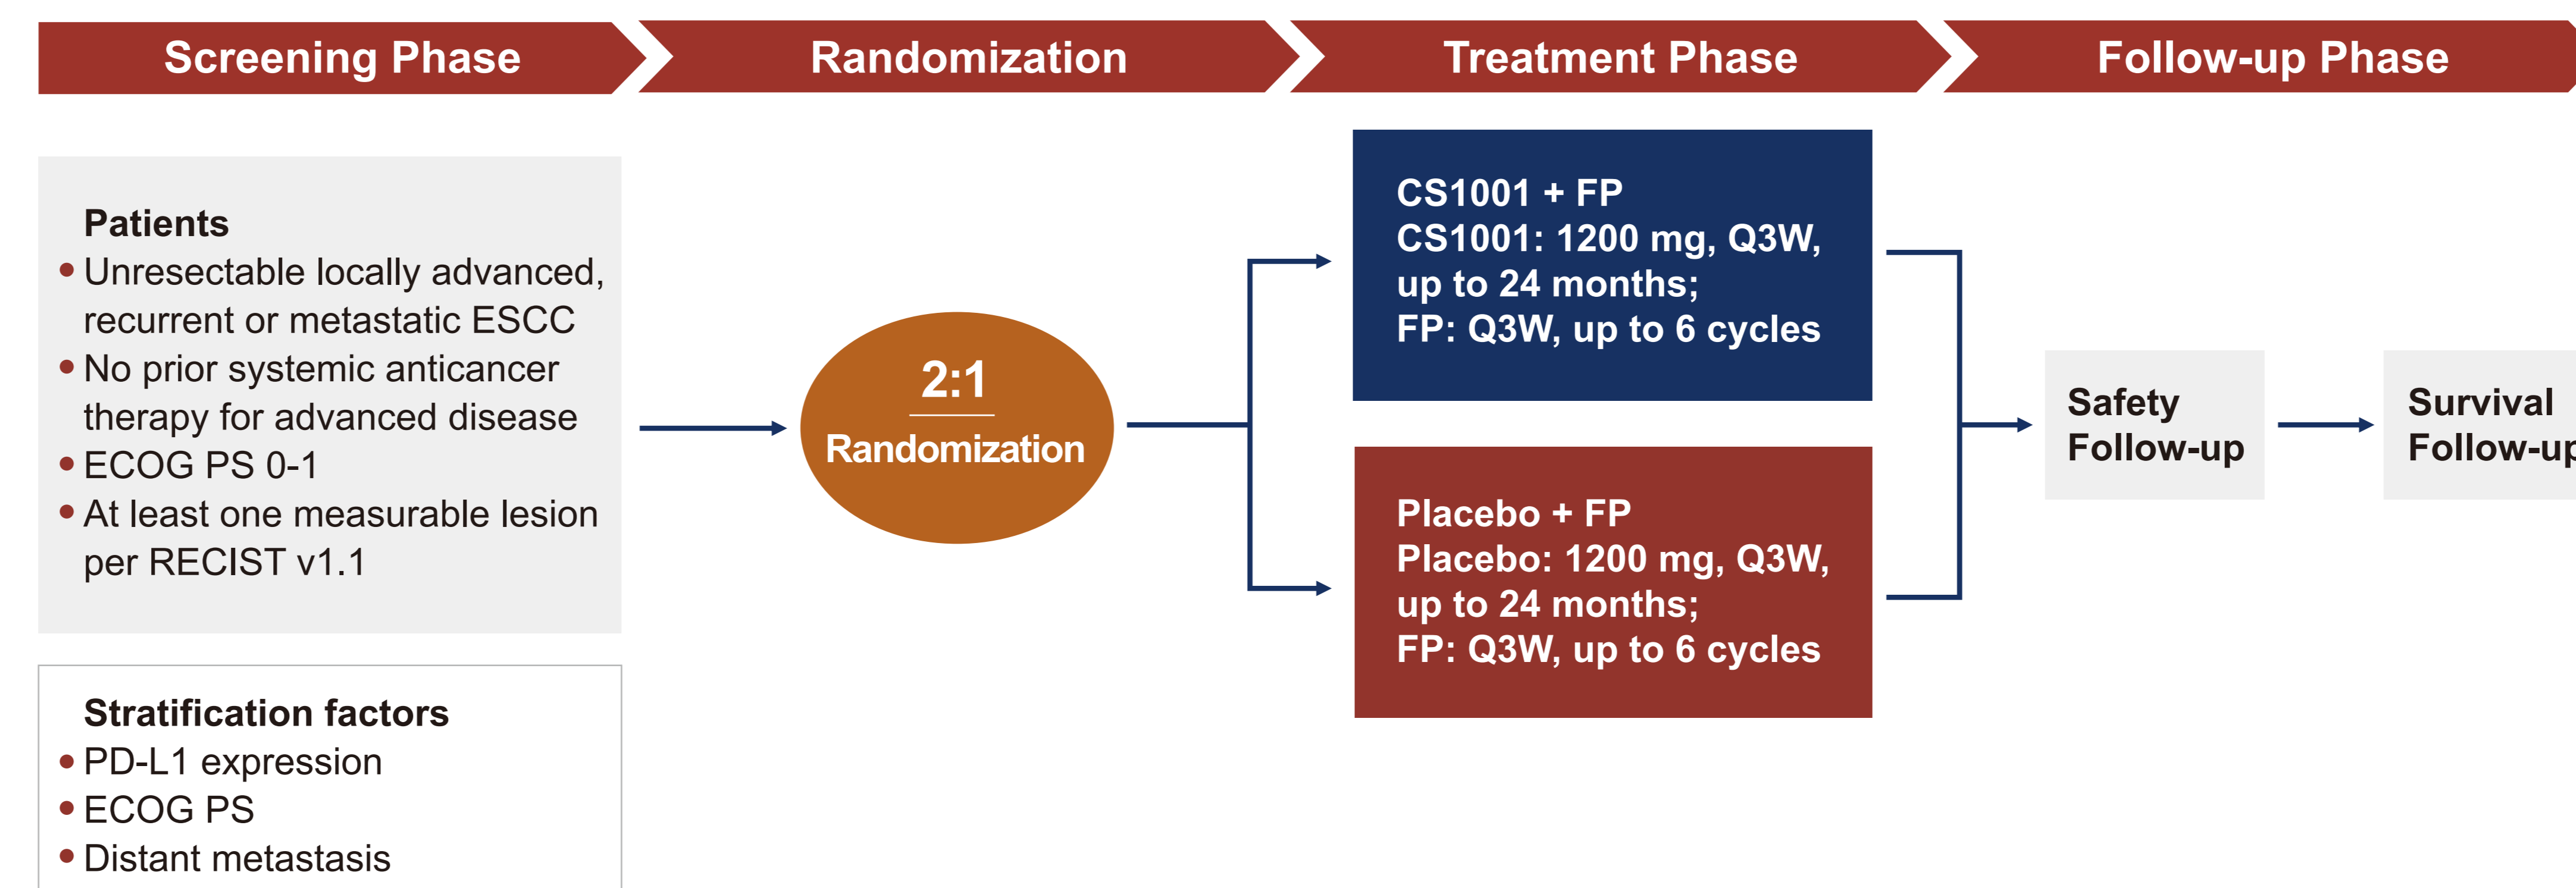 Screening Phase
Randomization
Treatment Phase
Follow-up Phase
Patients
• Unresectable locally advanced,
recurrent or metastatic ESCC
• No prior systemic anticancer
therapy for advanced disease
• ECOG PS 0-1
• At least one measurable lesion
per RECIST v1.1
Stratification factors
• PD-L1 expression
• ECOG PS
• Distant metastasis
2:1
Randomization
CS1001 + FP
CS1001: 1200 mg, Q3W,
up to 24 months;
FP: Q3W, up to 6 cycles
Placebo + FP
Placebo: 1200 mg, Q3W,
up to 24 months;
FP: Q3W, up to 6 cycles
Safety
Follow-up
Survival
Follow-up